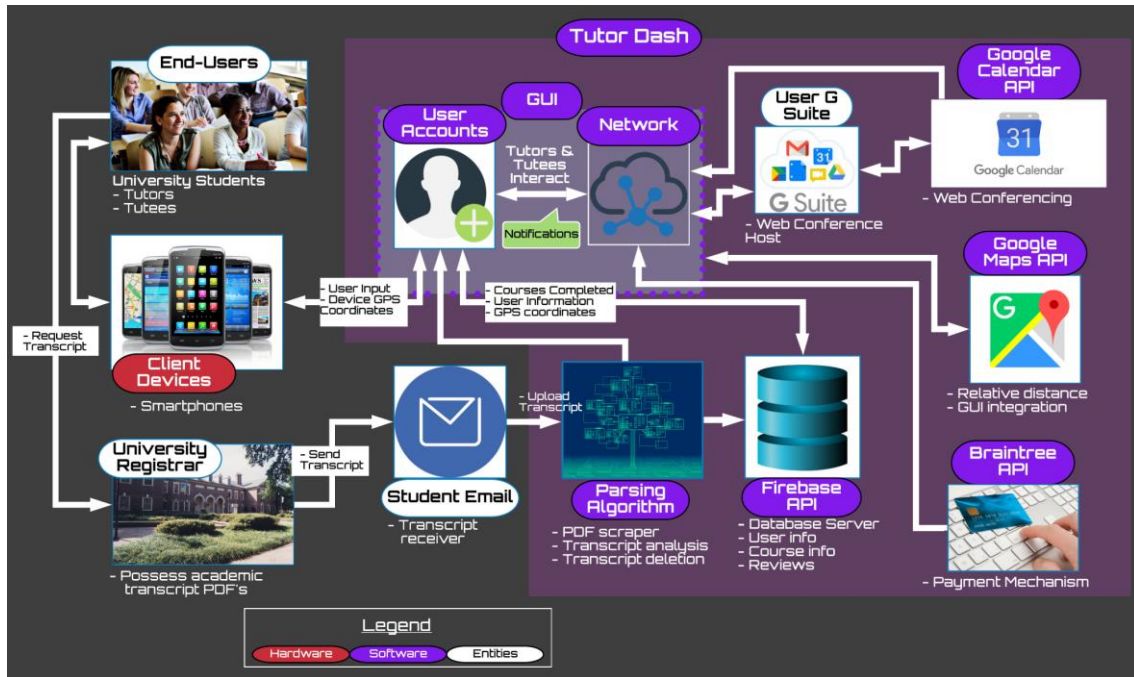 Tutor Dash
End-Users
University Students
- Tutors
- Tutees
GUI
User
Accounts
Tutors &
Tutees
Interact
Notifications
Network
User G
Suite
31
G Suite
- Web Conference
Host
Google
Calendar
API
31
Google Calendar
- Web Conferencing
Google
Maps API
G
- Relative distance
- GUI integration
- Request
Transcript
Client
Devices
- Smartphones
- User Input
- Device GPS
Coordinates
- Courses Completed
- User information
- GPS coordinates
University
Registrar
- Possess academic
transcript PDF's
- Send
Transcript
Student Email
- Transcript
receiver
- Upload
Transcript
Parsing
Algorithm
- PDF scraper
- Transcript analysis
- Transcript deletion
Firebase
API
- Database Server
- User info
- Course info
- Reviews
Braintree
API
- Payment Mechanism
Legend
Hardware
Software
Entities